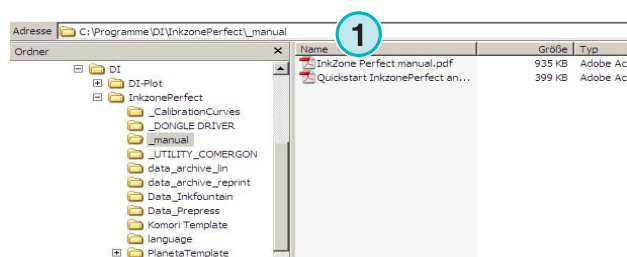 Adresse C:\Programme\DI\InkzonePerfect\_manual
Ordner
Name
Größe
Typ
1
DI
DI-Plot
InkzonePerfect
_CalibrationCurves
_DONGLE DRIVER
_manual
_UTILITY_COMERGON
data_archive_lin
data_archive_reprint
Data_Inkfountain
Data_Prepress
Komori Template
language
PlanetaTemplate
InkZone Perfect manual.pdf 935 KB Adobe Ac
Quickstart InkzonePerfect an... 399 KB Adobe Ac